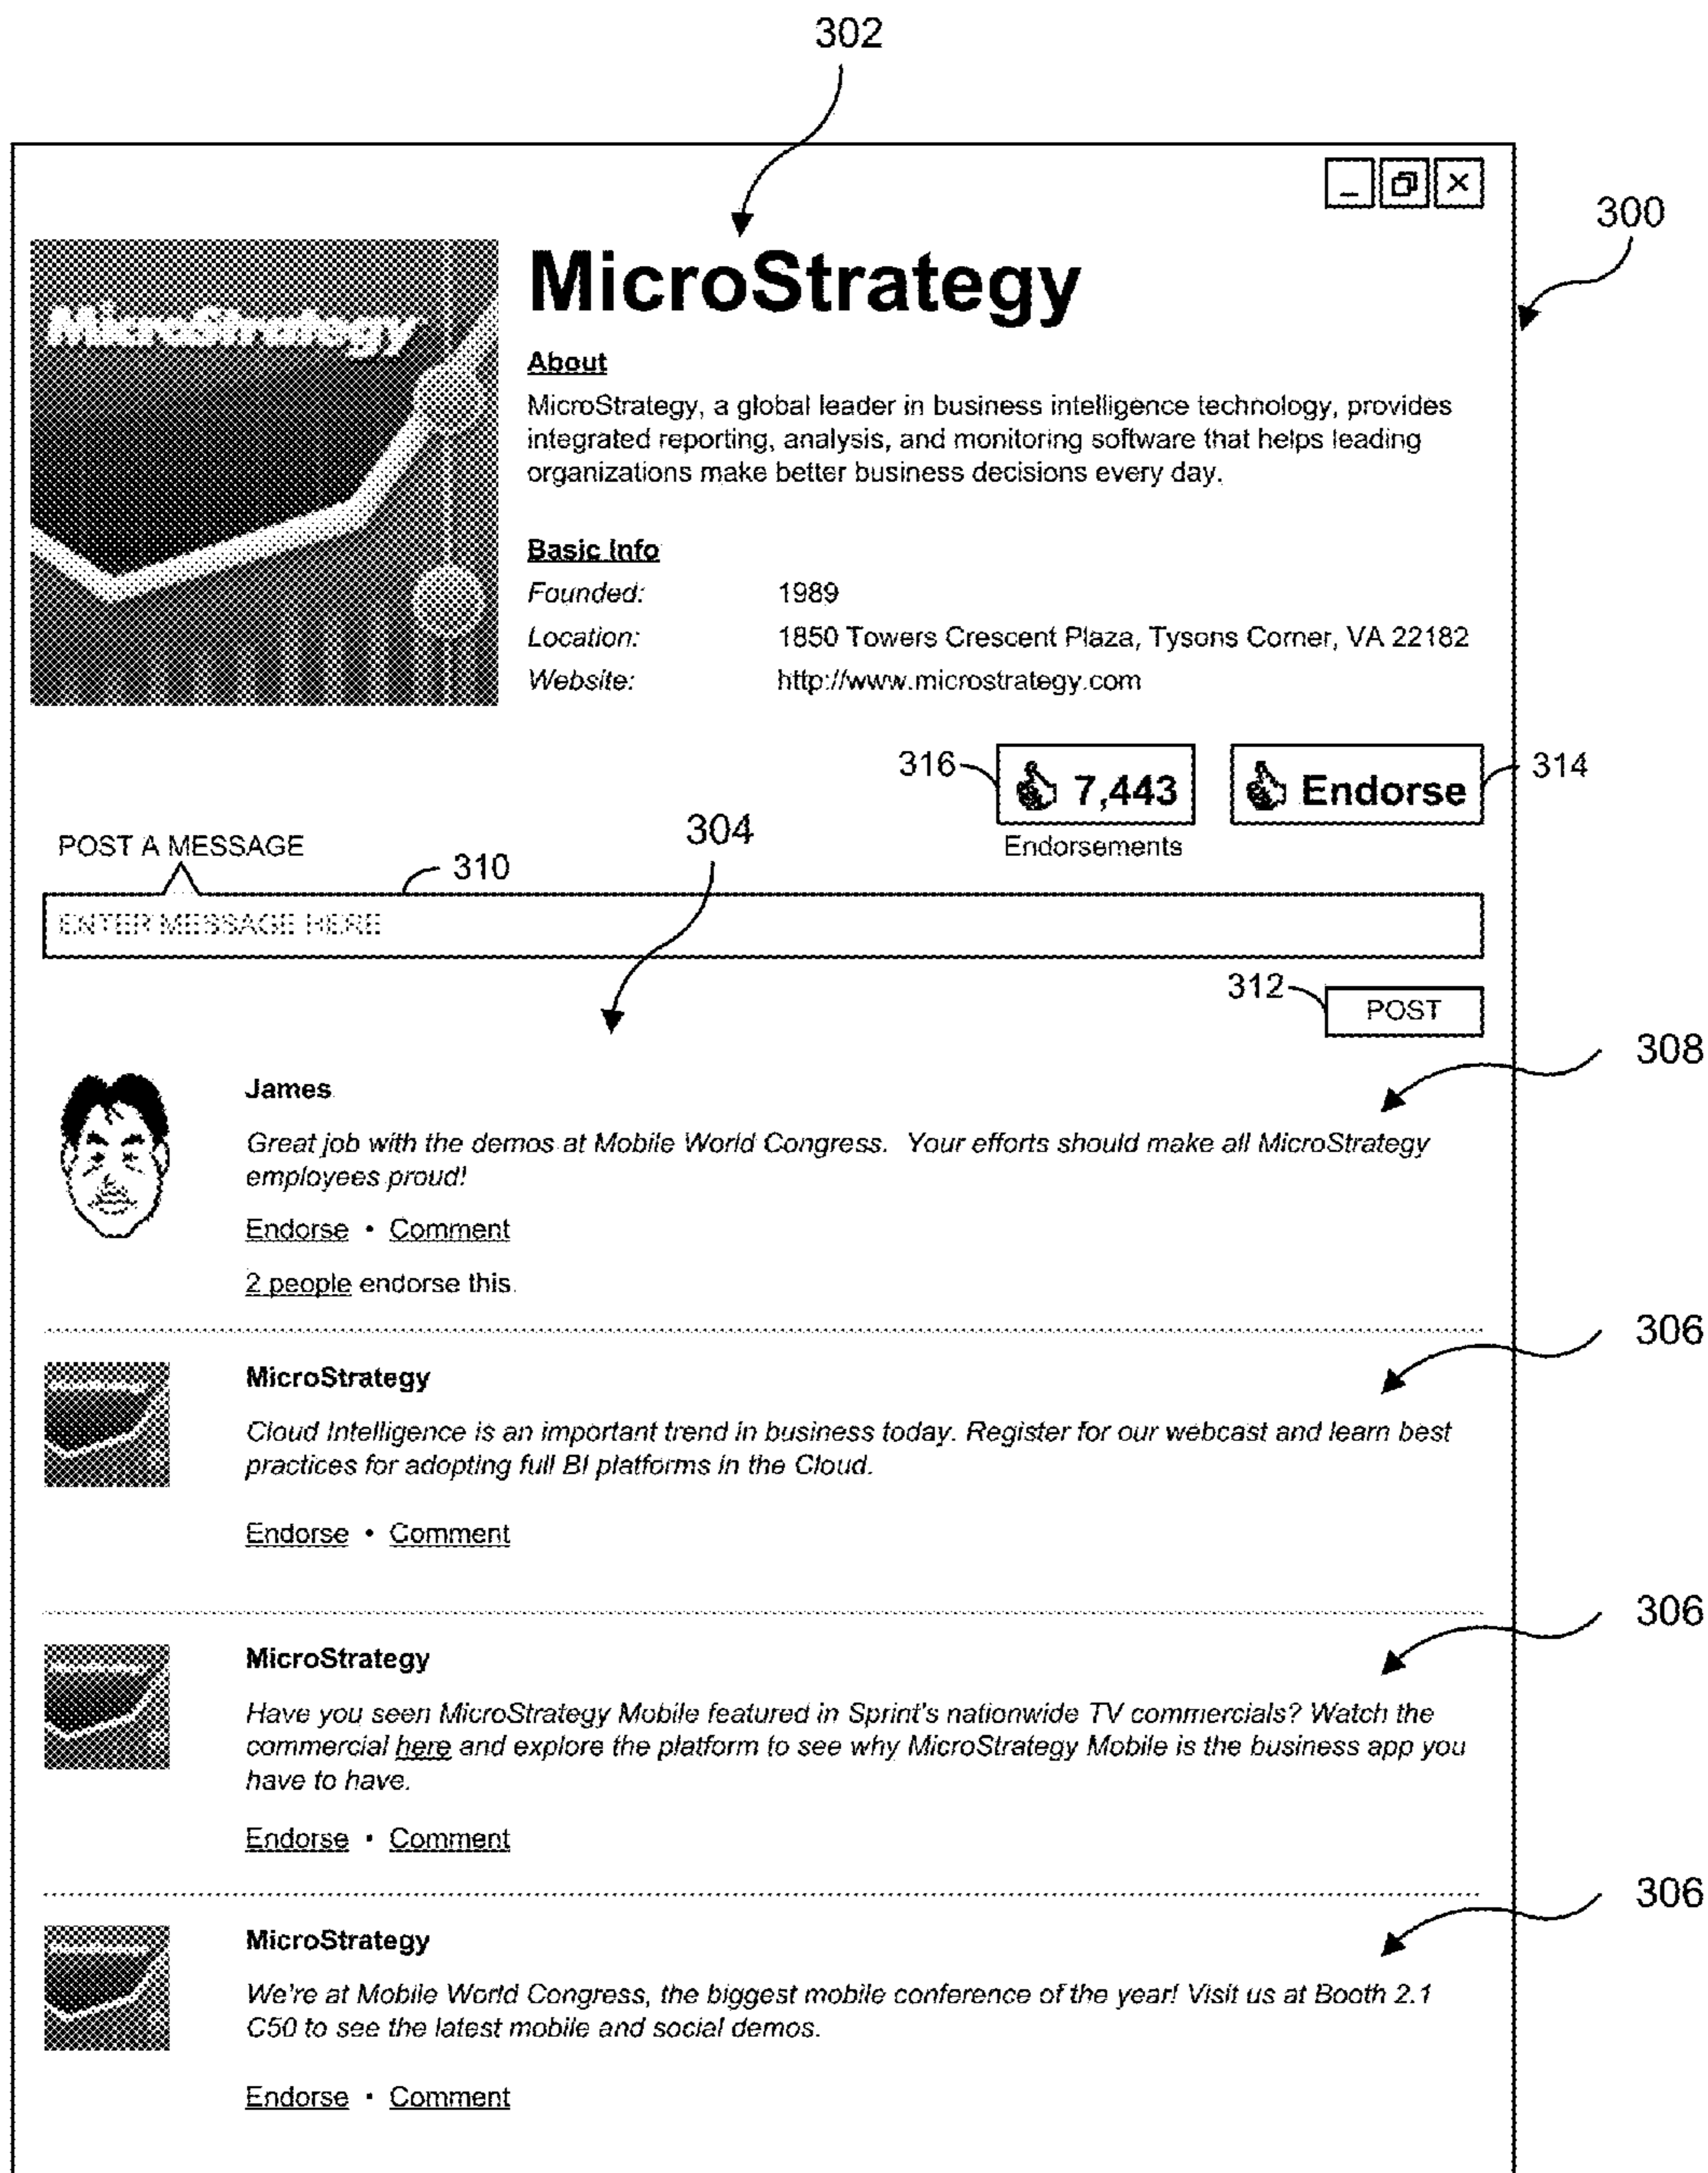 302
300
MicroStrategy
MicroStrategy
About
MicroStrategy, a global leader in business intelligence technology, provides
integrated reporting, analysis, and monitoring software that helps leading
organizations make better business decisions every day.
Basic Info
Founded: 1989
Location: 1850 Towers Crescent Plaza, Tysons Corner, VA 22182
Website: http://www.microstrategy.com
316 7,443 Endorse 314
Endorsements
304
POST A MESSAGE
310
ENTER MESSAGE HERE
312 POST
308
James
Great job with the demos at Mobile World Congress. Your efforts should make all MicroStrategy
employees proud!
Endorse • Comment
2 people endorse this.
306
MicroStrategy
Cloud Intelligence is an important trend in business today. Register for our webcast and learn best
practices for adopting full BI platforms in the Cloud.
Endorse • Comment
306
MicroStrategy
Have you seen MicroStrategy Mobile featured in Sprint's nationwide TV commercials? Watch the
commercial here and explore the platform to see why MicroStrategy Mobile is the business app you
have to have.
Endorse • Comment
306
MicroStrategy
We're at Mobile World Congress, the biggest mobile conference of the year! Visit us at Booth 2.1
C50 to see the latest mobile and social demos.
Endorse • Comment